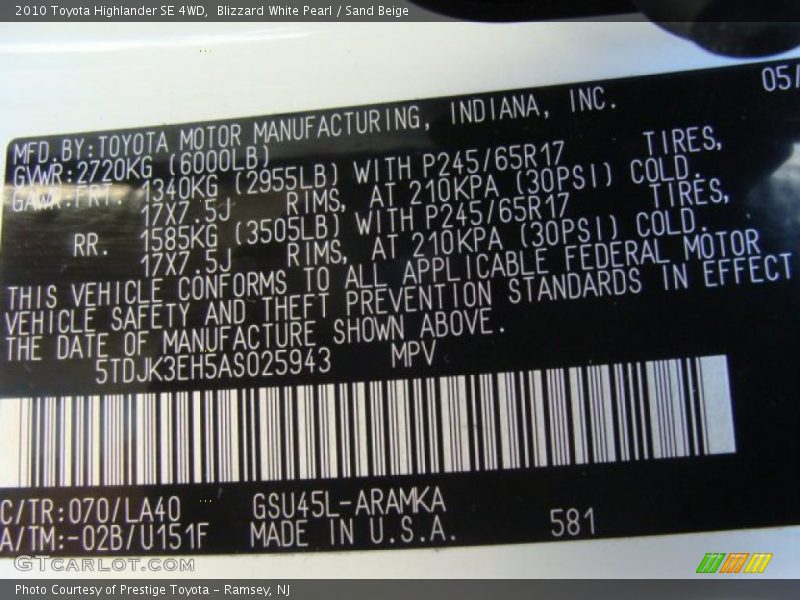 2010 Toyota Highlander SE 4WD, Blizzard White Pearl / Sand Beige
05/
MFD.BY:TOYOTA MOTOR MANUFACTURING, INDIANA, INC.
GVWR:2720KG (6000LB)
GAWR:FRT. 1340KG (2955LB) WITH P245/65R17 TIRES,
17X7.5J RIMS, AT 210KPA (30PSI) COLD.
RR. 1585KG (3505LB) WITH P245/65R17 TIRES,
17X7.5J RIMS, AT 210KPA (30PSI) COLD.
THIS VEHICLE CONFORMS TO ALL APPLICABLE FEDERAL MOTOR
VEHICLE SAFETY AND THEFT PREVENTION STANDARDS IN EFFECT
THE DATE OF MANUFACTURE SHOWN ABOVE.
5TDJK3EH5AS025943 MPV
C/TR:070/LA40 GSU45L-ARAMKA
A/TM:-02B/U151F MADE IN U.S.A. 581
GTCARLOT.COM
Photo Courtesy of Prestige Toyota - Ramsey, NJ